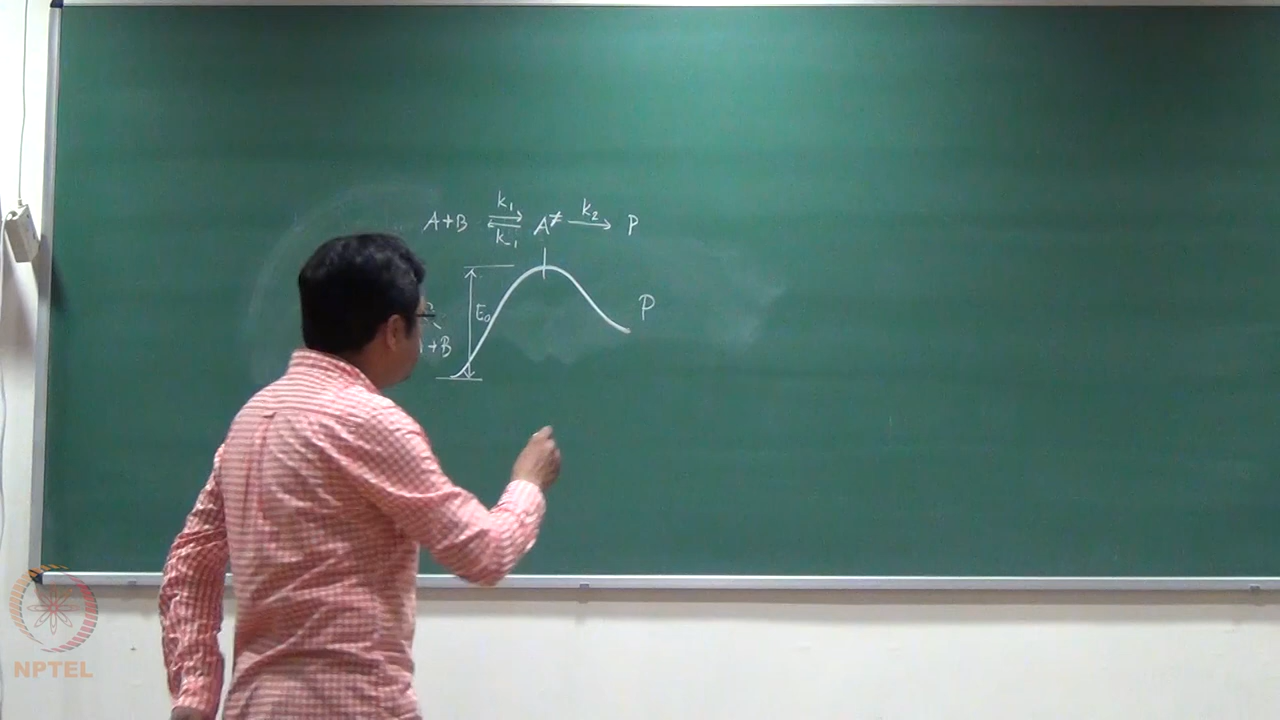 k₁
A+B ⇌ A≠ → P
k₋₁ k₂
P
E₀
+B
NPTEL